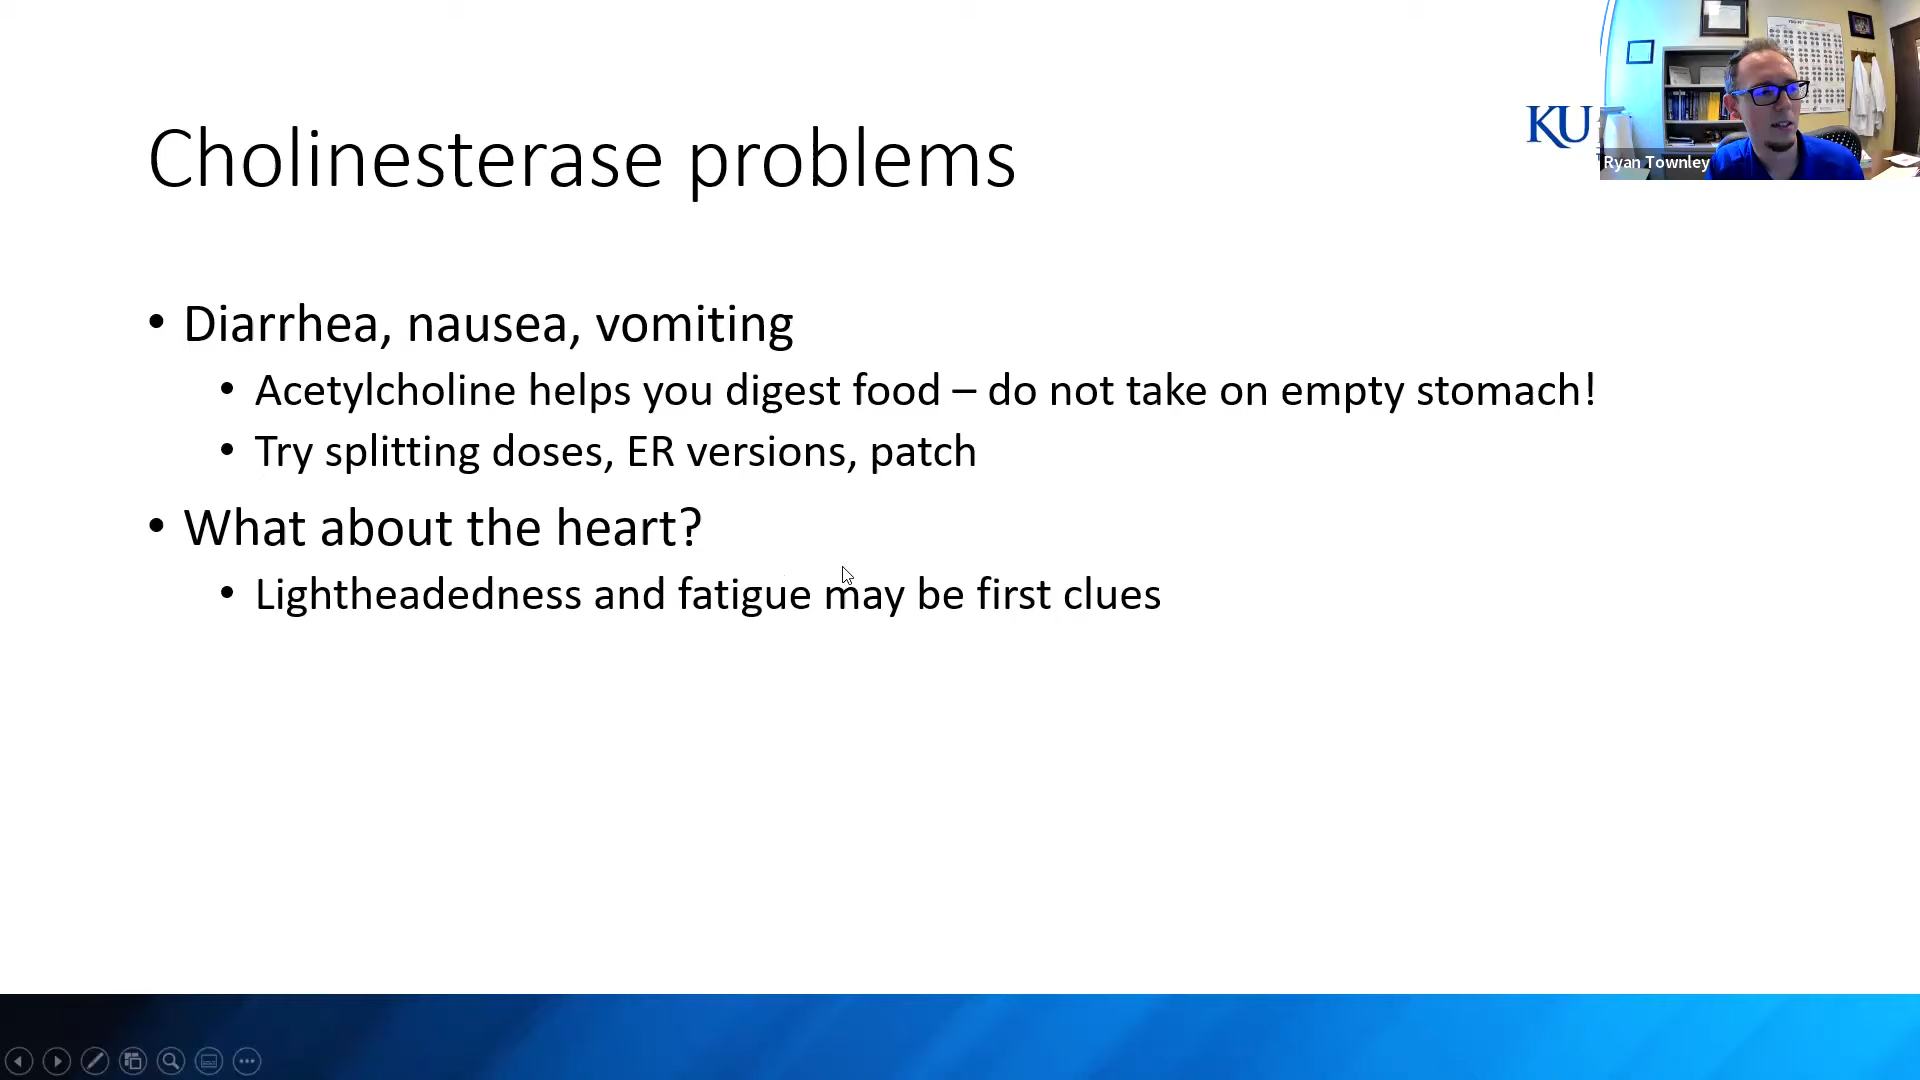 Cholinesterase problems
KU
Ryan Townley
• Diarrhea, nausea, vomiting
• Acetylcholine helps you digest food – do not take on empty stomach!
• Try splitting doses, ER versions, patch
• What about the heart?
• Lightheadedness and fatigue may be first clues